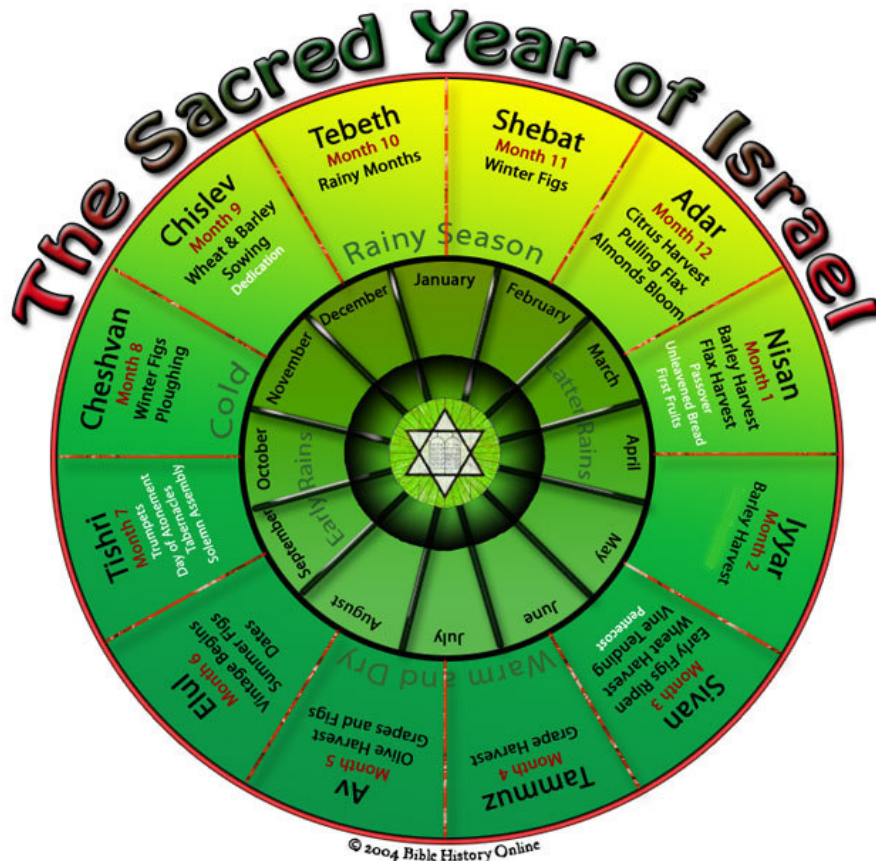 The Sacred Year of Israel
Tebeth
Month 10
Rainy Months
Shebat
Month 11
Winter Figs
Adar
Month 12
Citrus Harvest
Pulling Flax
Almonds Bloom
Nisan
Month 1
Barley Harvest
Flax Harvest
Passover
Unleavened Bread
First Fruits
Iyyar
Month 2
Barley Harvest
Sivan
Month 3
Early Figs Ripen
Wheat Harvest
Vine Tending
Pentecost
Tammuz
Month 4
Grape Harvest
Av
Month 5
Olive Harvest
Grapes and Figs
Elul
Month 6
Vintage Begins
Summer Figs
Dates
Tishri
Month 7
Trumpets
Day of Atonement
Tabernacles
Solemn Assembly
Cheshvan
Month 8
Winter Figs
Ploughing
Chislev
Month 9
Wheat & Barley
Sowing
Dedication
Rainy Season
Latter Rains
Warm and Dry
Early Rains
Cold
January
February
March
April
May
June
July
August
September
October
November
December
© 2004 Bible History Online